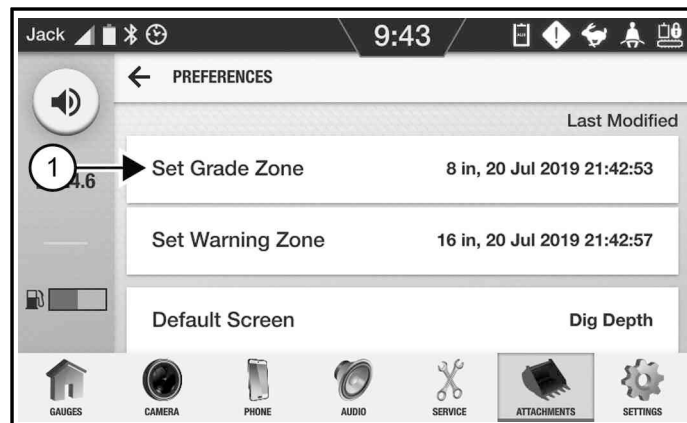 Jack 9:43
PREFERENCES
Last Modified
1
4.6
Set Grade Zone 8 in, 20 Jul 2019 21:42:53
Set Warning Zone 16 in, 20 Jul 2019 21:42:57
Default Screen Dig Depth
GAUGES CAMERA PHONE AUDIO SERVICE ATTACHMENTS SETTINGS